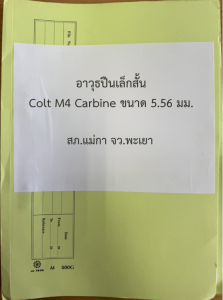 อาวุธปืนเล็กสั้น
Colt M4 Carbine ขนาด 5.56 มม.
สภ.แม่กา จว.พะเยา